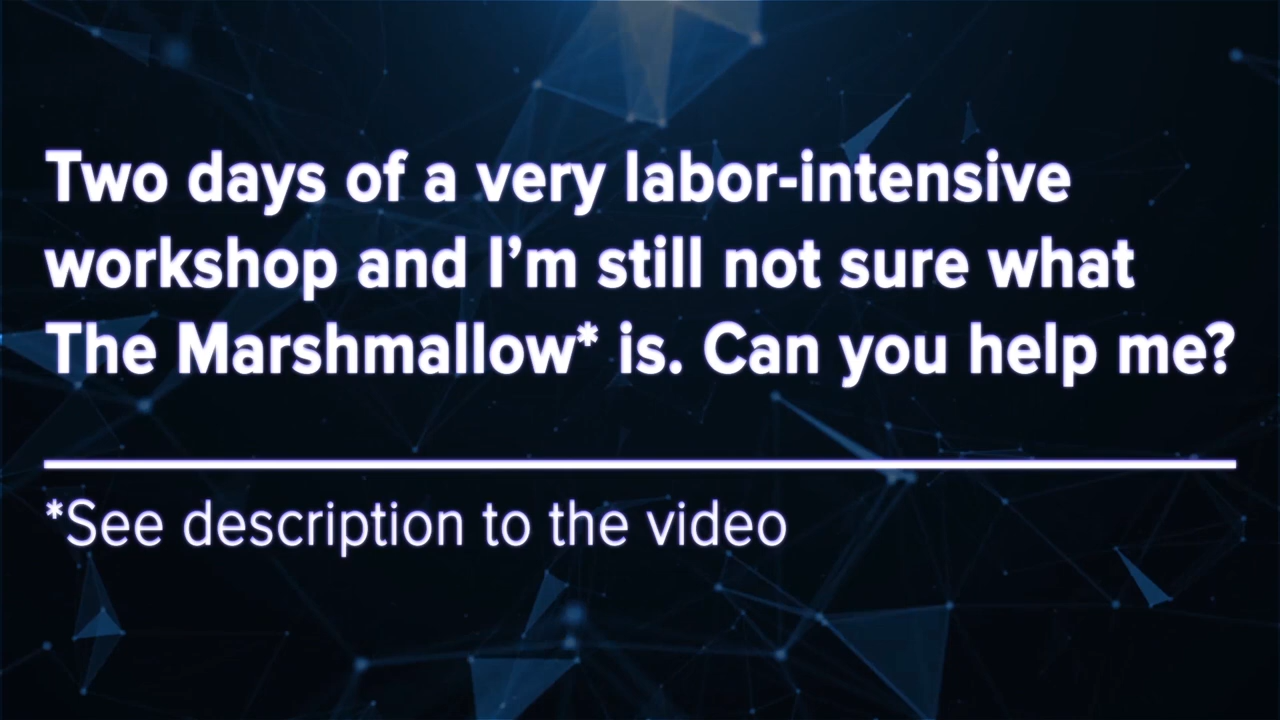 Two days of a very labor-intensive
workshop and I’m still not sure what
The Marshmallow* is. Can you help me?
*See description to the video